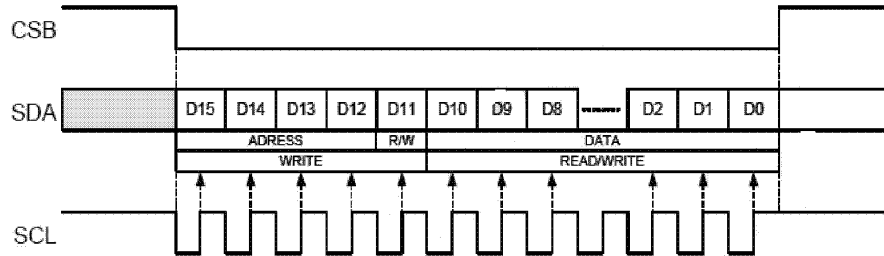 CSB
SDA D15 D14 D13 D12 D11 D10 D9 D8 D2 D1 D0
ADRESS R/W DATA
WRITE READ/WRITE
SCL